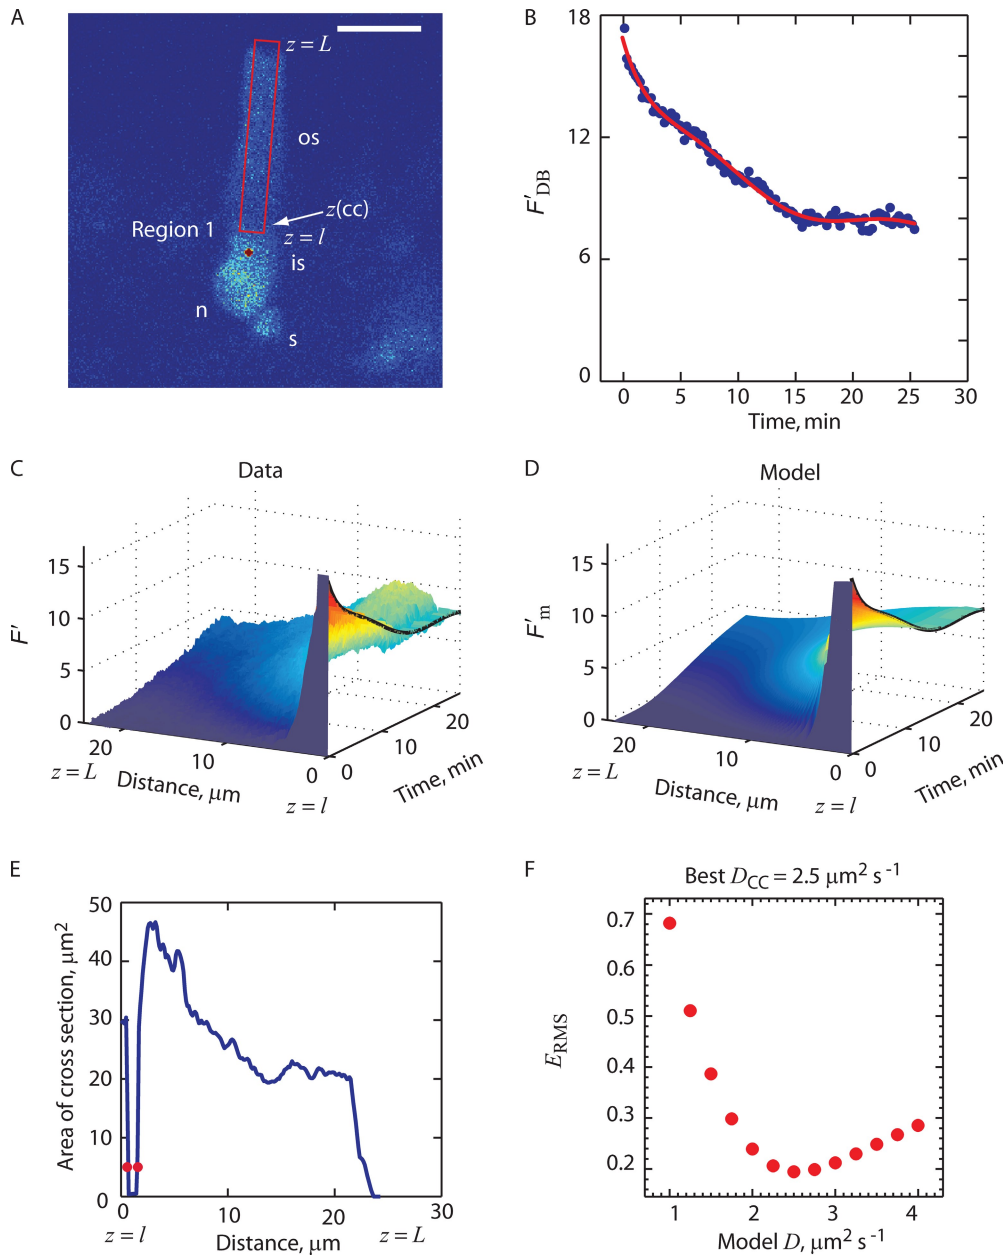 A
z = L
os
z(cc)
Region 1
z = l
is
n
s
B
18
12
6
0
F′DB
0
5
10
15
20
25
30
Time, min
C
Data
15
10
5
0
F′
20
10
0
z = L
Distance, μm
z = l
0
10
20
Time, min
D
Model
15
10
5
0
F′m
20
10
0
z = L
Distance, μm
z = l
0
10
20
Time, min
E
50
40
30
20
10
0
Area of cross section, μm²
0
10
20
30
z = l
Distance, μm
z = L
F
Best DCC = 2.5 μm² s⁻¹
0.7
0.6
0.5
0.4
0.3
0.2
ERMS
1
2
3
4
Model D, μm² s⁻¹